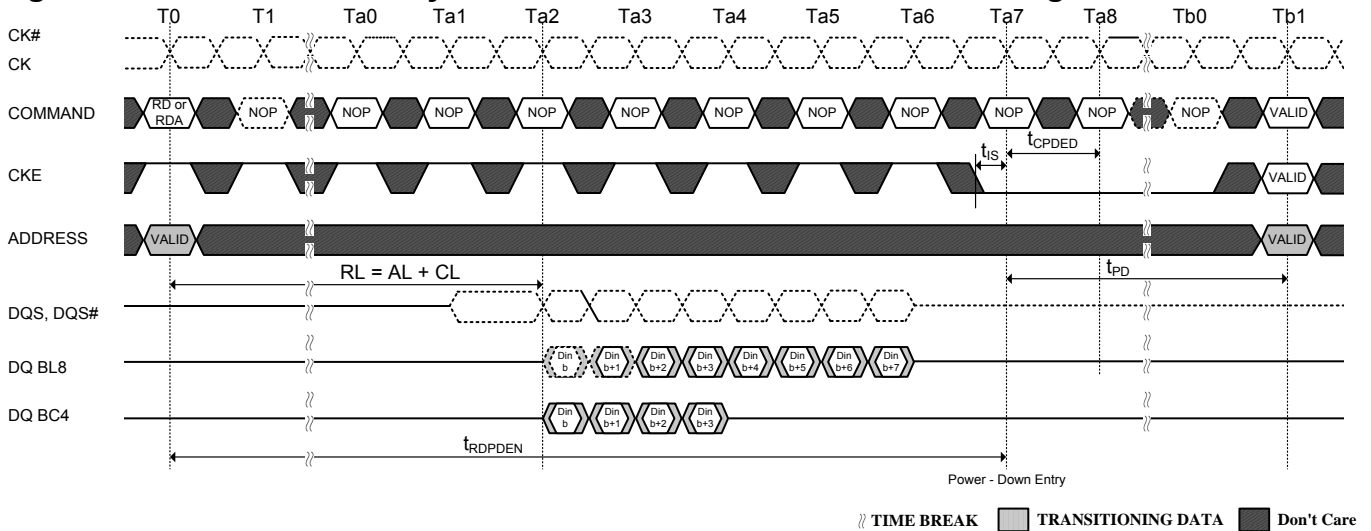 T0 T1 Ta0 Ta1 Ta2 Ta3 Ta4 Ta5 Ta6 Ta7 Ta8 Tb0 Tb1
CK#
CK
COMMAND RD or RDA NOP NOP NOP NOP NOP NOP NOP NOP NOP NOP NOP VALID
tIS tCPDED
CKE VALID
ADDRESS VALID VALID
RL = AL + CL tPD
DQS, DQS#
DQ BL8 Din b Din b+1 Din b+2 Din b+3 Din b+4 Din b+5 Din b+6 Din b+7
DQ BC4 Din b Din b+1 Din b+2 Din b+3
tRDPDEN
Power - Down Entry
TIME BREAK TRANSITIONING DATA Don't Care